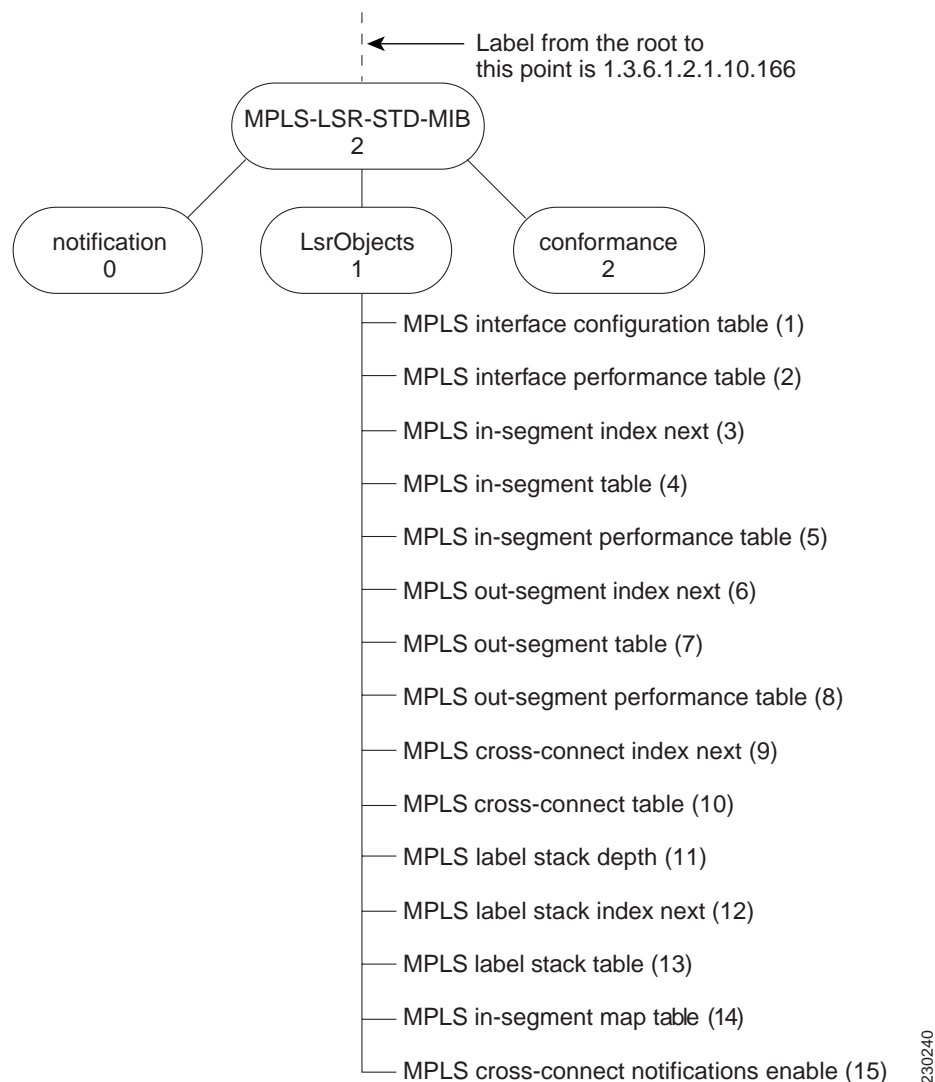 Label from the root to
this point is 1.3.6.1.2.1.10.166
MPLS-LSR-STD-MIB
2
notification
0
LsrObjects
1
conformance
2
MPLS interface configuration table (1)
MPLS interface performance table (2)
MPLS in-segment index next (3)
MPLS in-segment table (4)
MPLS in-segment performance table (5)
MPLS out-segment index next (6)
MPLS out-segment table (7)
MPLS out-segment performance table (8)
MPLS cross-connect index next (9)
MPLS cross-connect table (10)
MPLS label stack depth (11)
MPLS label stack index next (12)
MPLS label stack table (13)
MPLS in-segment map table (14)
MPLS cross-connect notifications enable (15)
230240